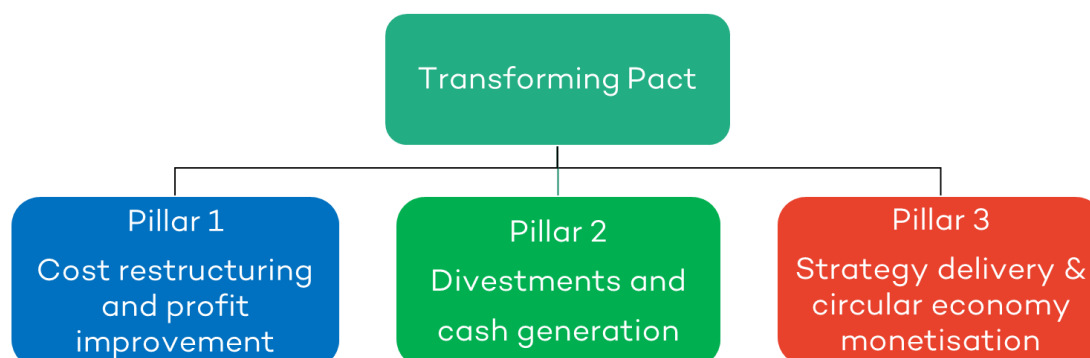 Transforming Pact
Pillar 1
Cost restructuring
and profit
improvement
Pillar 2
Divestments and
cash generation
Pillar 3
Strategy delivery &
circular economy
monetisation